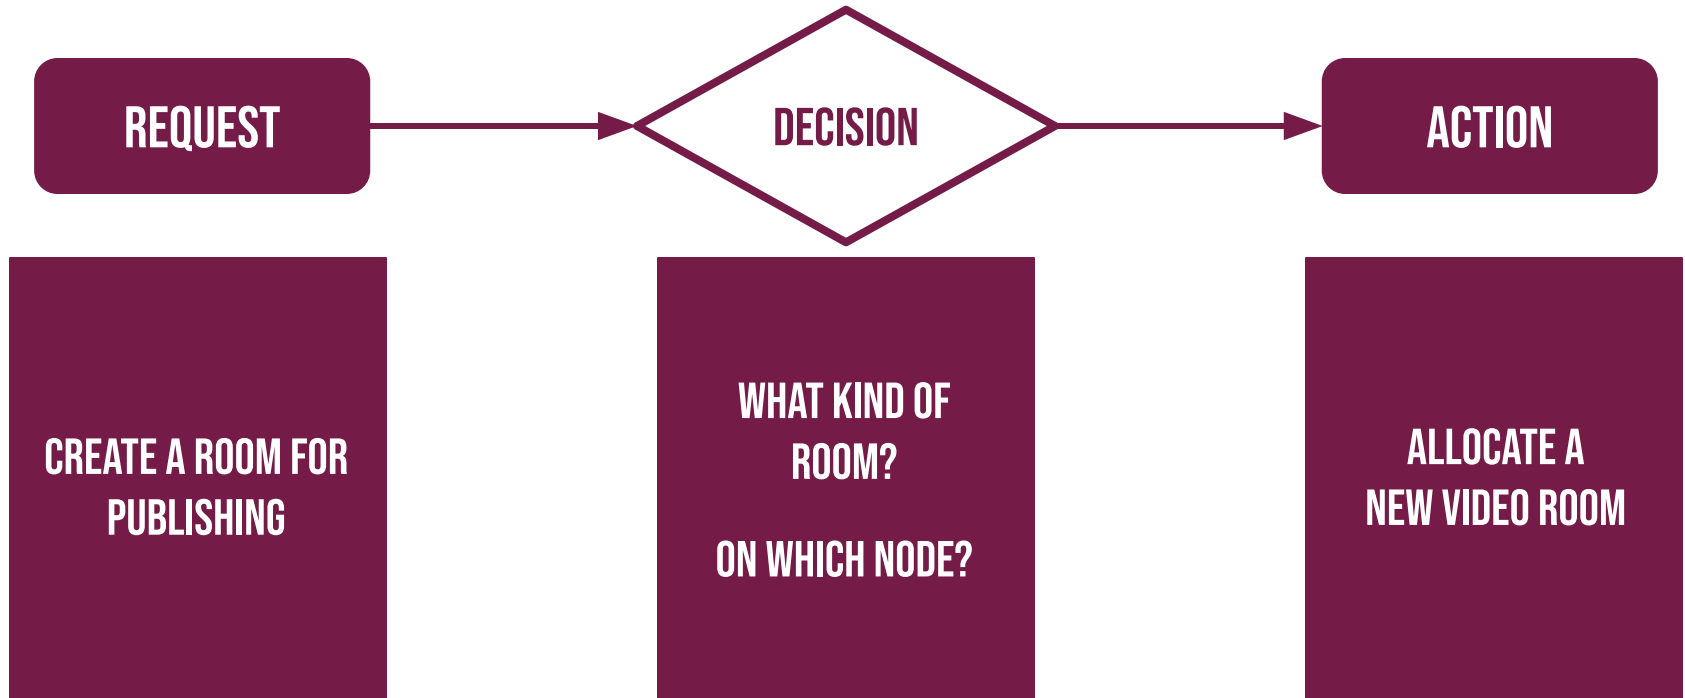 REQUEST
DECISION
ACTION
CREATE A ROOM FOR
PUBLISHING
WHAT KIND OF
ROOM?
ON WHICH NODE?
ALLOCATE A
NEW VIDEO ROOM